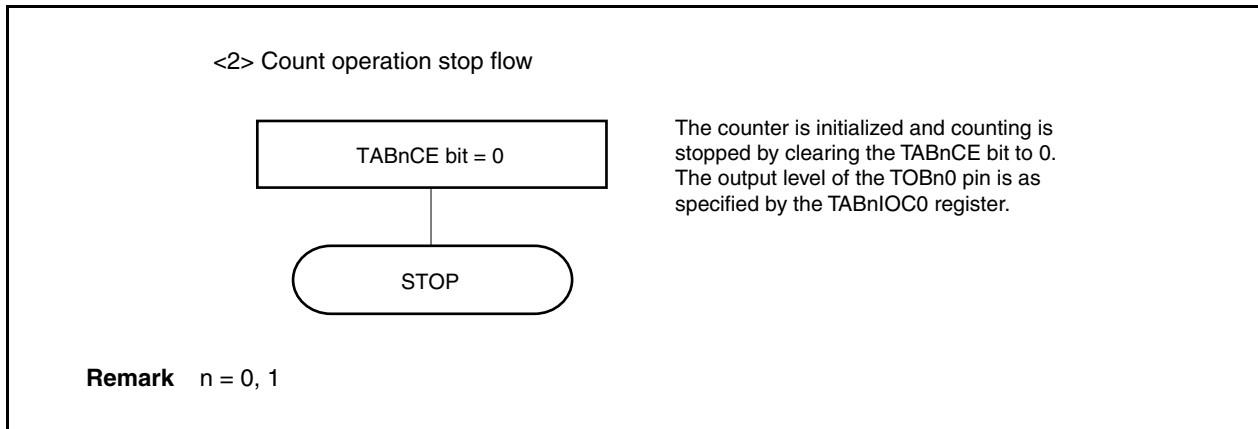 <2> Count operation stop flow
TABnCE bit = 0
The counter is initialized and counting is
stopped by clearing the TABnCE bit to 0.
The output level of the TOBn0 pin is as
specified by the TABnIOC0 register.
STOP
Remark n = 0, 1